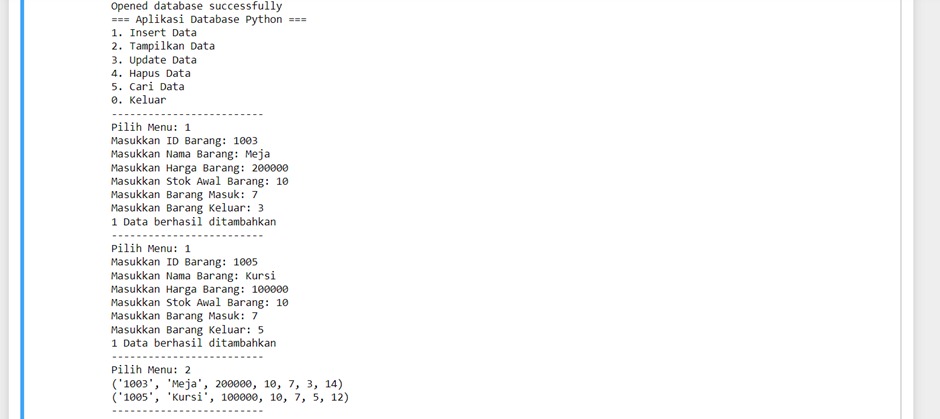 Opened database successfully
=== Aplikasi Database Python ===
1. Insert Data
2. Tampilkan Data
3. Update Data
4. Hapus Data
5. Cari Data
0. Keluar
-------------------------
Pilih Menu: 1
Masukkan ID Barang: 1003
Masukkan Nama Barang: Meja
Masukkan Harga Barang: 200000
Masukkan Stok Awal Barang: 10
Masukkan Barang Masuk: 7
Masukkan Barang Keluar: 3
1 Data berhasil ditambahkan
-------------------------
Pilih Menu: 1
Masukkan ID Barang: 1005
Masukkan Nama Barang: Kursi
Masukkan Harga Barang: 100000
Masukkan Stok Awal Barang: 10
Masukkan Barang Masuk: 7
Masukkan Barang Keluar: 5
1 Data berhasil ditambahkan
-------------------------
Pilih Menu: 2
('1003', 'Meja', 200000, 10, 7, 3, 14)
('1005', 'Kursi', 100000, 10, 7, 5, 12)
-------------------------